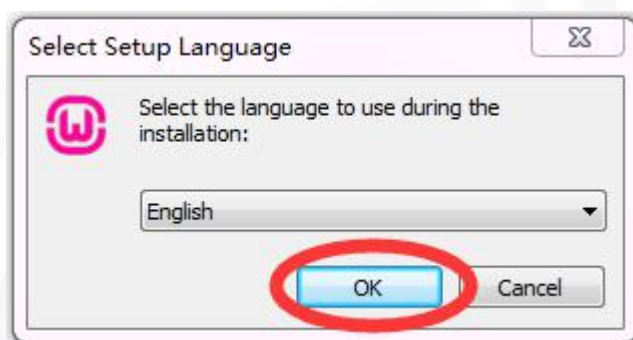 Select Setup Language
Select the language to use during the
installation:
English
OK
Cancel